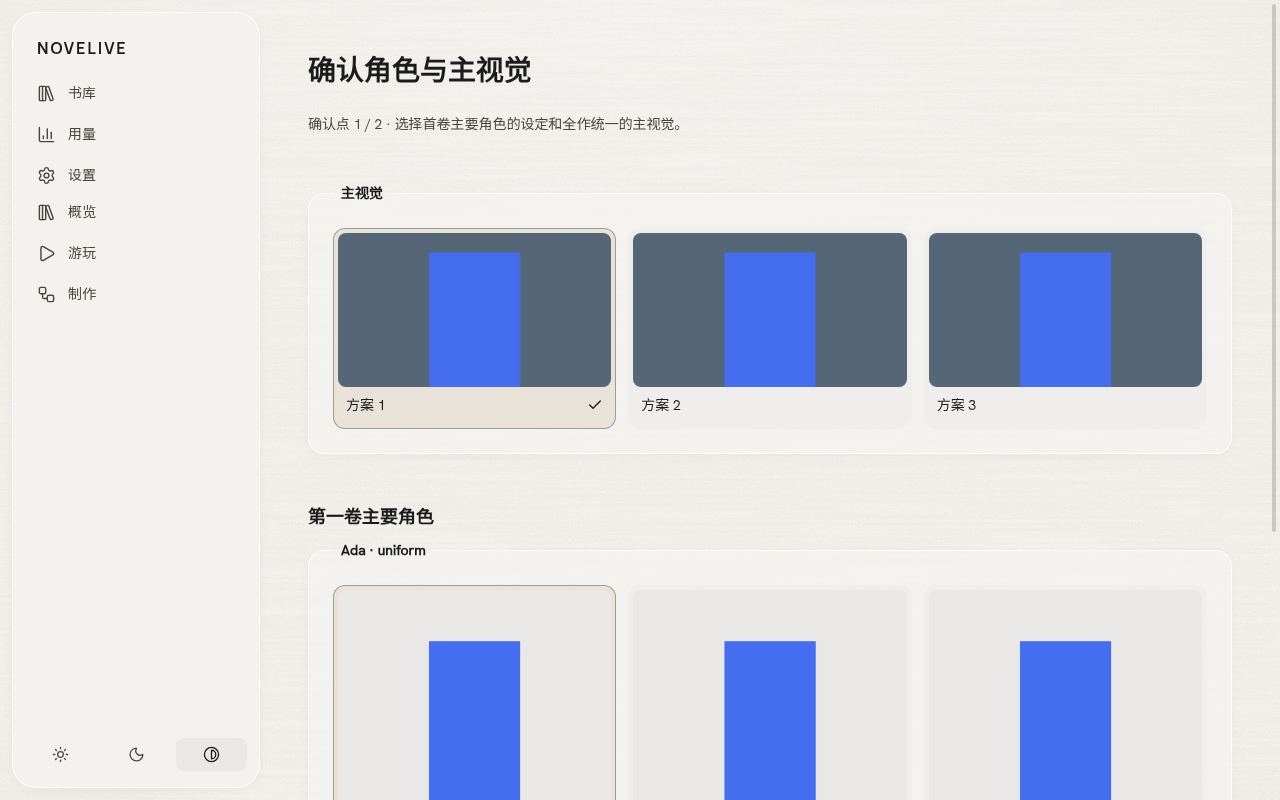 NOVELIVE
书库
用量
设置
概览
游玩
制作
确认角色与主视觉
确认点 1 / 2 · 选择首卷主要角色的设定和全作统一的主视觉。
主视觉
方案 1
方案 2
方案 3
第一卷主要角色
Ada · uniform